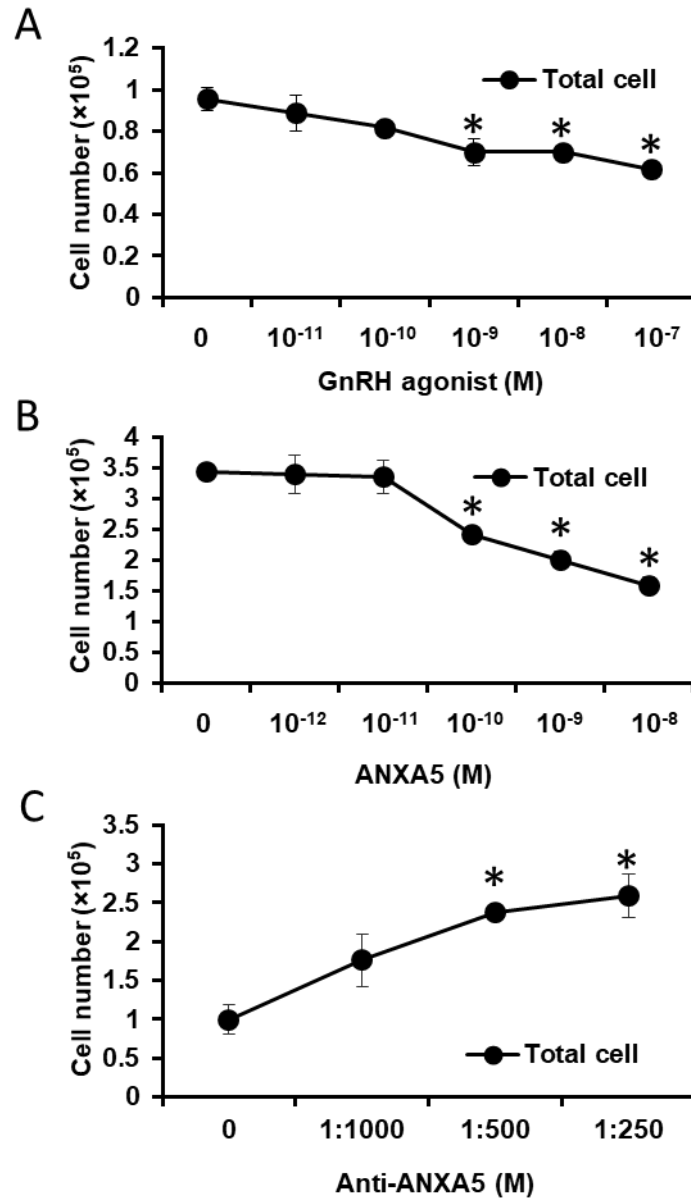 A
Cell number (×10⁵)
1
0.8
0.6
0.4
0.2
0
Total cell
* * *
0 10⁻¹¹ 10⁻¹⁰ 10⁻⁹ 10⁻⁸ 10⁻⁷
GnRH agonist (M)
B
Cell number (×10⁵)
4
3.5
3
2.5
2
1.5
1
0.5
0
Total cell
* * *
0 10⁻¹² 10⁻¹¹ 10⁻¹⁰ 10⁻⁹ 10⁻⁸
ANXA5 (M)
C
Cell number (×10⁵)
3.5
3
2.5
2
1.5
1
0.5
0
* *
Total cell
0 1:1000 1:500 1:250
Anti-ANXA5 (M)